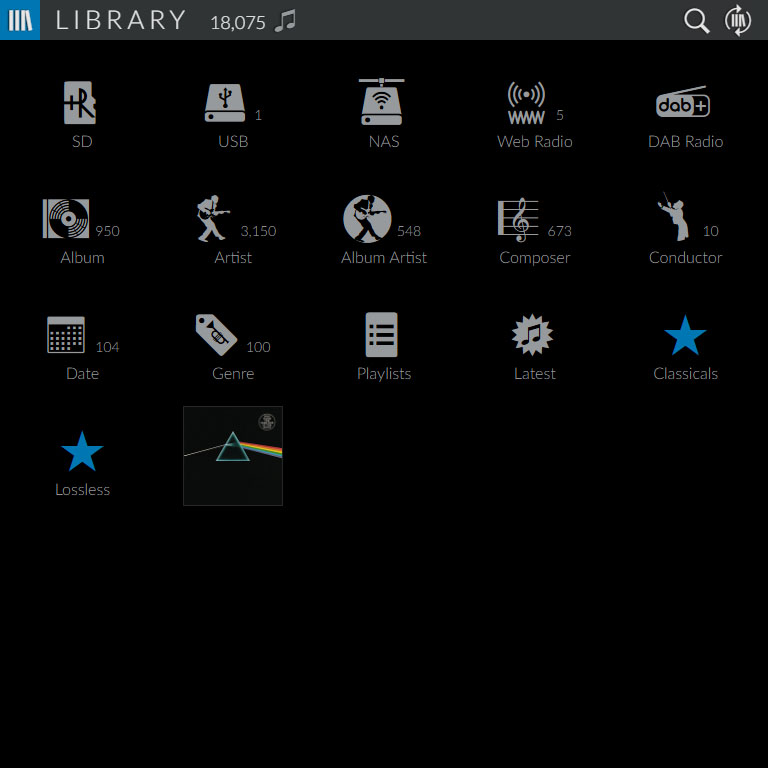 LIBRARY 18,075
+R
SD
1
USB
NAS
WWW 5
Web Radio
dab+
DAB Radio
950
Album
3,150
Artist
548
Album Artist
673
Composer
10
Conductor
104
Date
100
Genre
Playlists
Latest
Classicals
Lossless